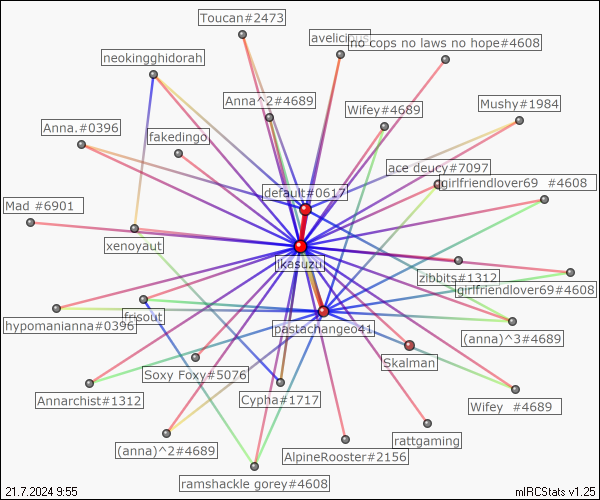 Toucan#2473
avelicious
no cops no laws no hope#4608
neokingghidorah
Anna^2#4689
Wifey#4689
Mushy#1984
Anna.#0396
fakedingo
ace deucy#7097
girlfriendlover69 #4608
default#0617
Mad #6901
xenoyaut
ikasuzu
zibbits#1312
girlfriendlover69#4608
frisout
hypomanianna#0396
pastachange041
(anna)^3#4689
Skalman
Soxy Foxy#5076
Annarchist#1312
Cypha#1717
Wifey #4689
(anna)^2#4689
rattgaming
AlpineRooster#2156
ramshackle gorey#4608
21.7.2024 9:55
mIRCStats v1.25